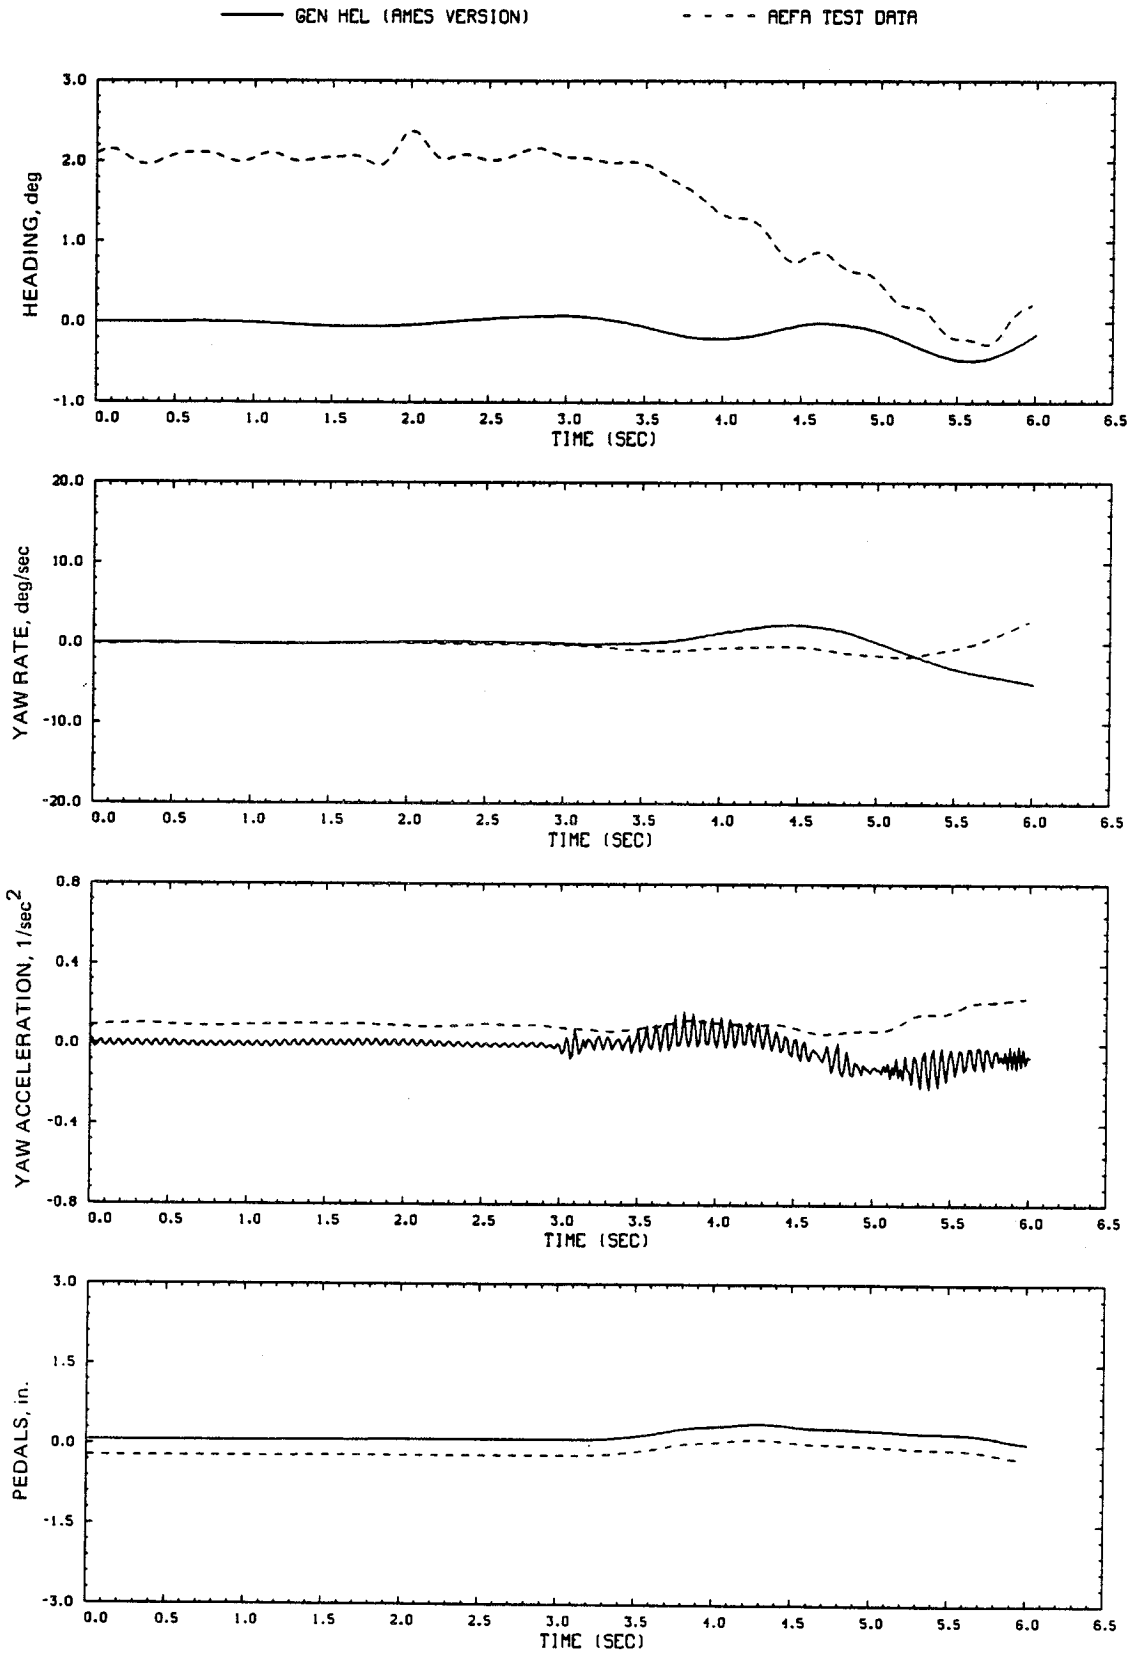 GEN HEL (AMES VERSION) AEFA TEST DATA
3.0
2.0
1.0
0.0
-1.0
HEADING, deg
0.0 0.5 1.0 1.5 2.0 2.5 3.0 3.5 4.0 4.5 5.0 5.5 6.0 6.5
TIME (SEC)
20.0
10.0
0.0
-10.0
-20.0
YAW RATE, deg/sec
0.0 0.5 1.0 1.5 2.0 2.5 3.0 3.5 4.0 4.5 5.0 5.5 6.0 6.5
TIME (SEC)
0.8
0.4
0.0
-0.4
-0.8
YAW ACCELERATION, 1/sec²
0.0 0.5 1.0 1.5 2.0 2.5 3.0 3.5 4.0 4.5 5.0 5.5 6.0 6.5
TIME (SEC)
3.0
1.5
0.0
-1.5
-3.0
PEDALS, in.
0.0 0.5 1.0 1.5 2.0 2.5 3.0 3.5 4.0 4.5 5.0 5.5 6.0 6.5
TIME (SEC)